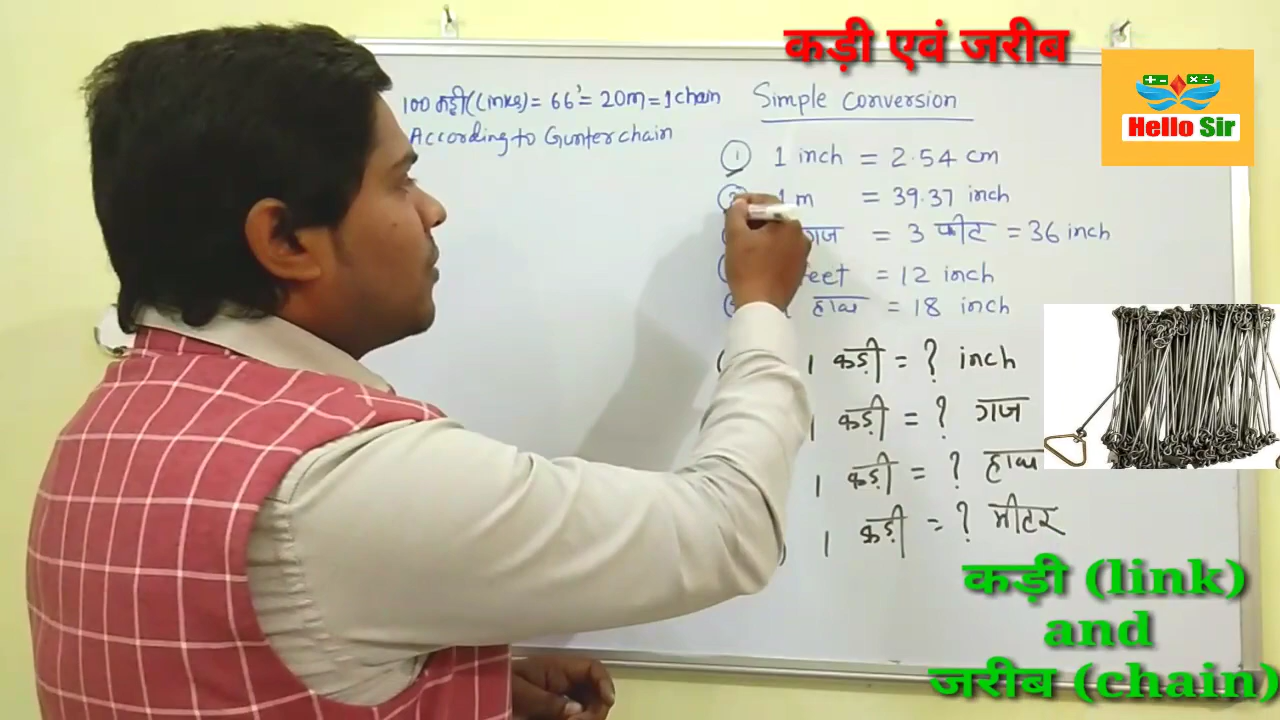 कड़ी एवं जरीब
Hello Sir
100 कड़ी (Links) = 66' = 20m = 1 chain
According to Gunter chain
Simple Conversion
① 1 inch = 2.54 cm
1 m = 39.37 inch
गज = 3 फीट = 36 inch
feet = 12 inch
हाथ = 18 inch
1 कड़ी = ? inch
1 कड़ी = ? गज
1 कड़ी = ? हाथ
1 कड़ी = ? मीटर
कड़ी (link)
and
जरीब (chain)